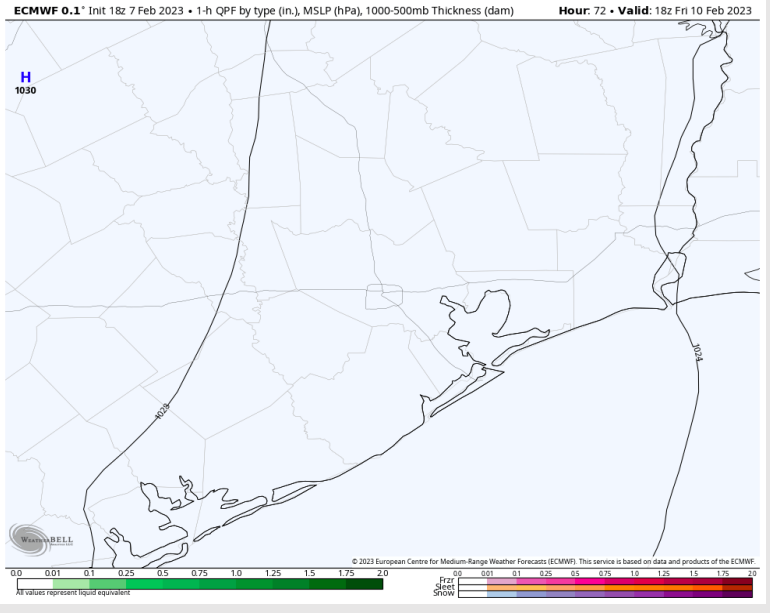 ECMWF 0.1° Init 18z 7 Feb 2023 • 1-h QPF by type (in.), MSLP (hPa), 1000-500mb Thickness (dam) Hour: 72 • Valid: 18z Fri 10 Feb 2023
H
1030
1024
1028
WEATHERBELL
© 2023 European Centre for Medium-Range Weather Forecasts (ECMWF). This service is based on data and products of the ECMWF.
0.0 0.01 0.1 0.25 0.5 0.75 1.0 1.25 1.5 1.75 2.0
All values represent liquid equivalent
0.0 0.01 0.1 0.25 0.5 0.75 1.0 1.25 1.5 1.75 2.0
Frzr
Sleet
Snow